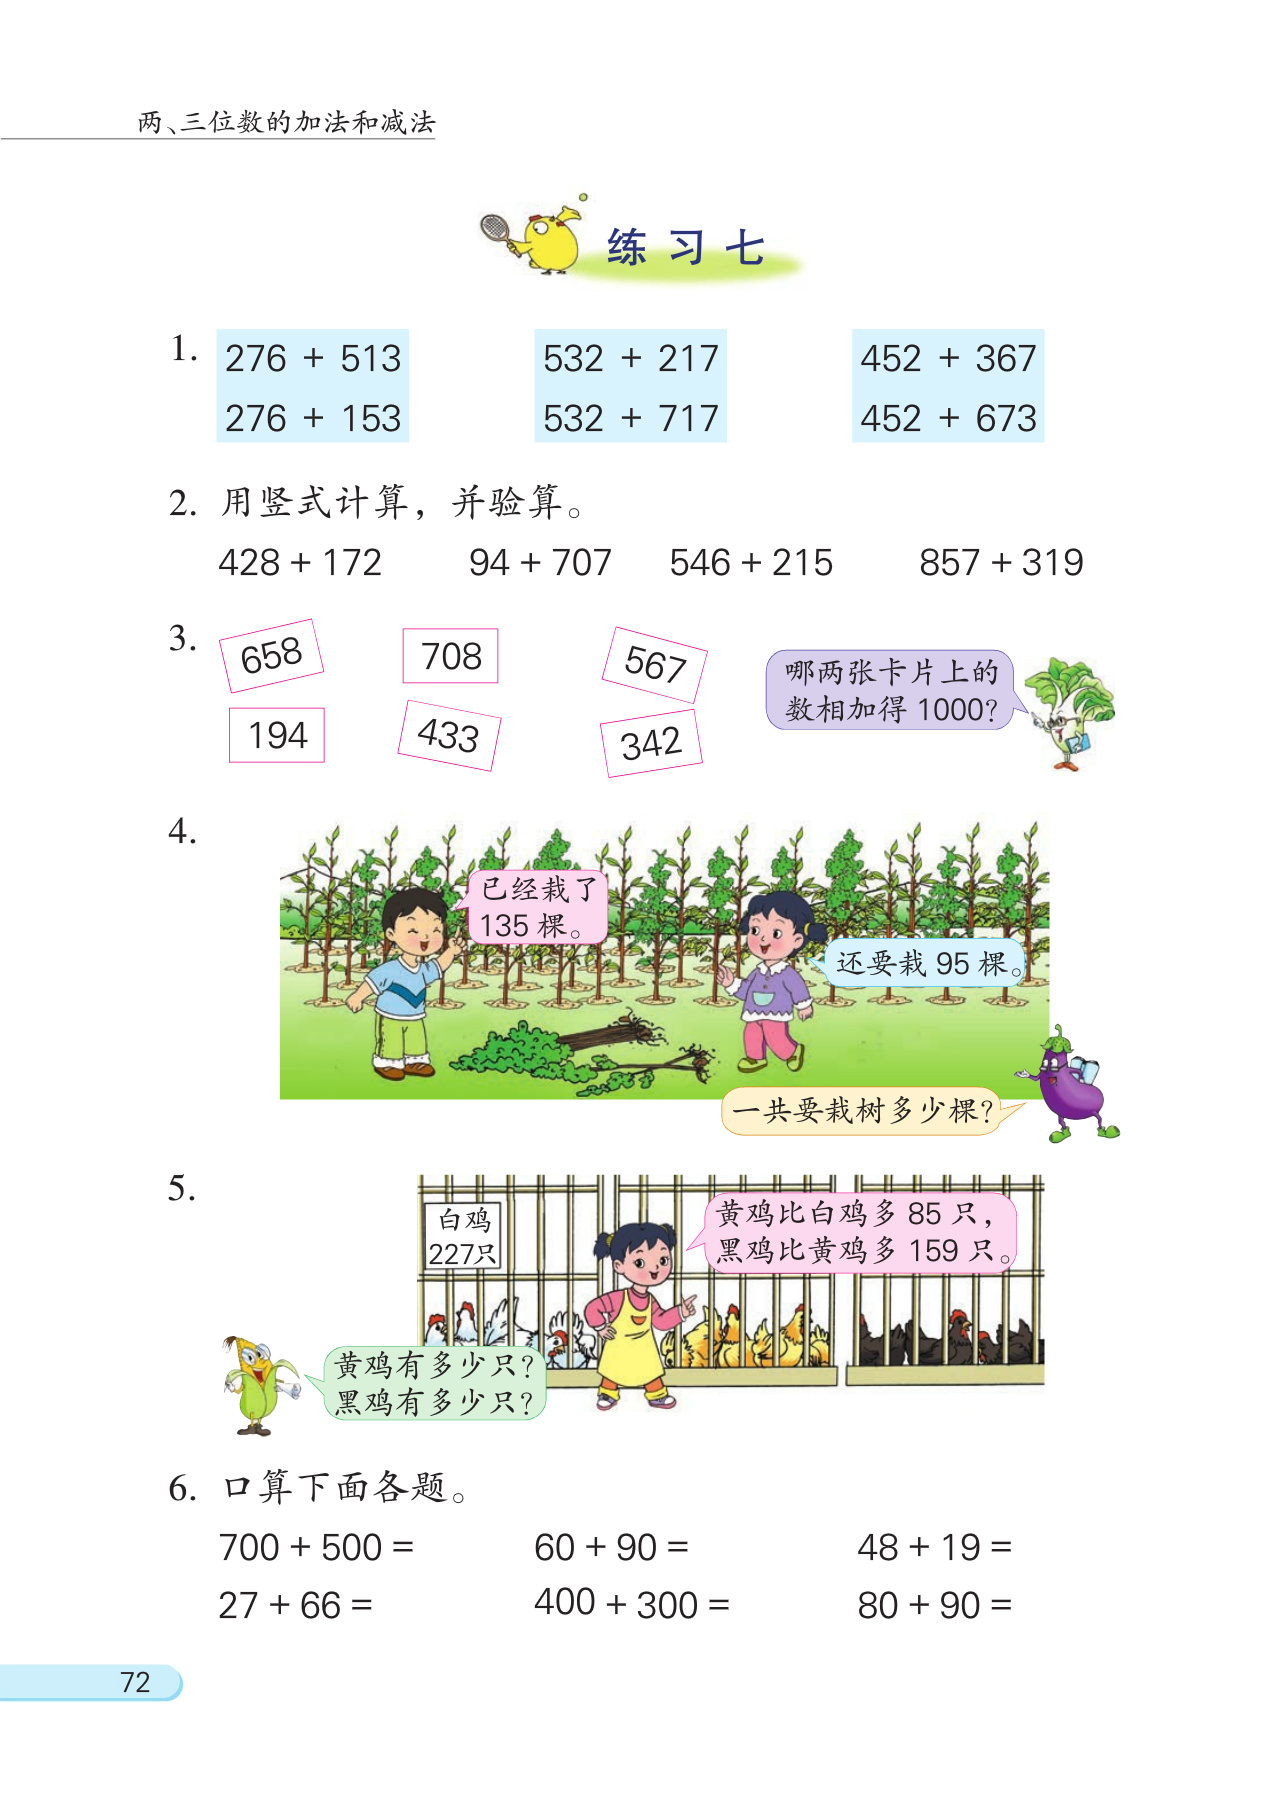 两、三位数的加法和减法
练习七
1. 276 + 513 532 + 217 452 + 367
276 + 153 532 + 717 452 + 673
2. 用竖式计算，并验算。
428 + 172 94 + 707 546 + 215 857 + 319
3. 658 708 567
194 433 342
哪两张卡片上的
数相加得 1000？
4.
已经栽了
135 棵。
还要栽 95 棵。
一共要栽树多少棵？
5.
白鸡
227只
黄鸡比白鸡多 85 只，
黑鸡比黄鸡多 159 只。
黄鸡有多少只？
黑鸡有多少只？
6. 口算下面各题。
700 + 500 = 60 + 90 = 48 + 19 =
27 + 66 = 400 + 300 = 80 + 90 =
72